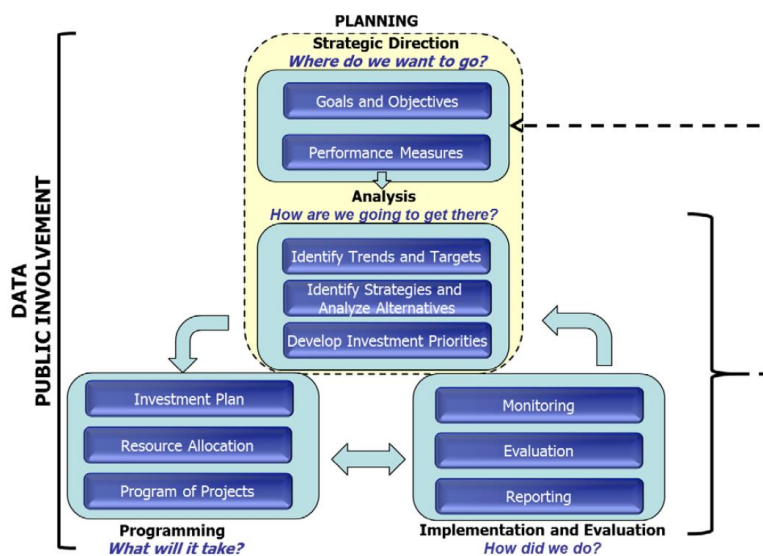 PLANNING
Strategic Direction
Where do we want to go?
Goals and Objectives
Performance Measures
Analysis
How are we going to get there?
Identify Trends and Targets
Identify Strategies and
Analyze Alternatives
Develop Investment Priorities
DATA
PUBLIC INVOLVEMENT
Investment Plan
Resource Allocation
Program of Projects
Programming
What will it take?
Monitoring
Evaluation
Reporting
Implementation and Evaluation
How did we do?